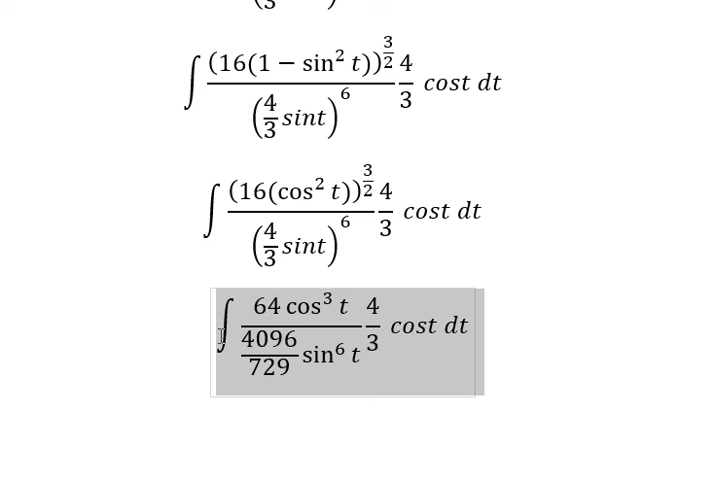 (3
∫ (16(1 − sin² t))^(3/2) / (4/3 sint)⁶ 4/3 cost dt
∫ (16(cos² t))^(3/2) / (4/3 sint)⁶ 4/3 cost dt
∫ 64 cos³ t / (4096/729 sin⁶ t) 4/3 cost dt